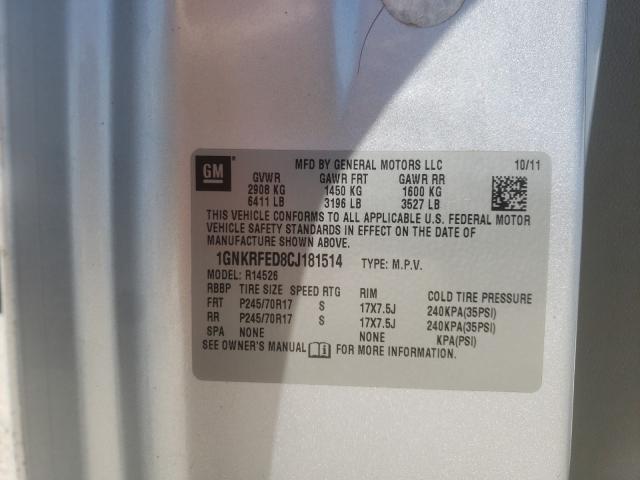 GM
MFD BY GENERAL MOTORS LLC 10/11
GVWR GAWR FRT GAWR RR
2908 KG 1450 KG 1600 KG
6411 LB 3196 LB 3527 LB
THIS VEHICLE CONFORMS TO ALL APPLICABLE U.S. FEDERAL MOTOR
VEHICLE SAFETY STANDARDS IN EFFECT ON THE DATE OF
MANUFACTURE SHOWN ABOVE.
1GNKRFED8CJ181514 TYPE: M.P.V.
MODEL: R14526
RBBP TIRE SIZE SPEED RTG RIM COLD TIRE PRESSURE
FRT P245/70R17 S 17X7.5J 240KPA(35PSI)
RR P245/70R17 S 17X7.5J 240KPA(35PSI)
SPA NONE NONE KPA(PSI)
SEE OWNER'S MANUAL FOR MORE INFORMATION.